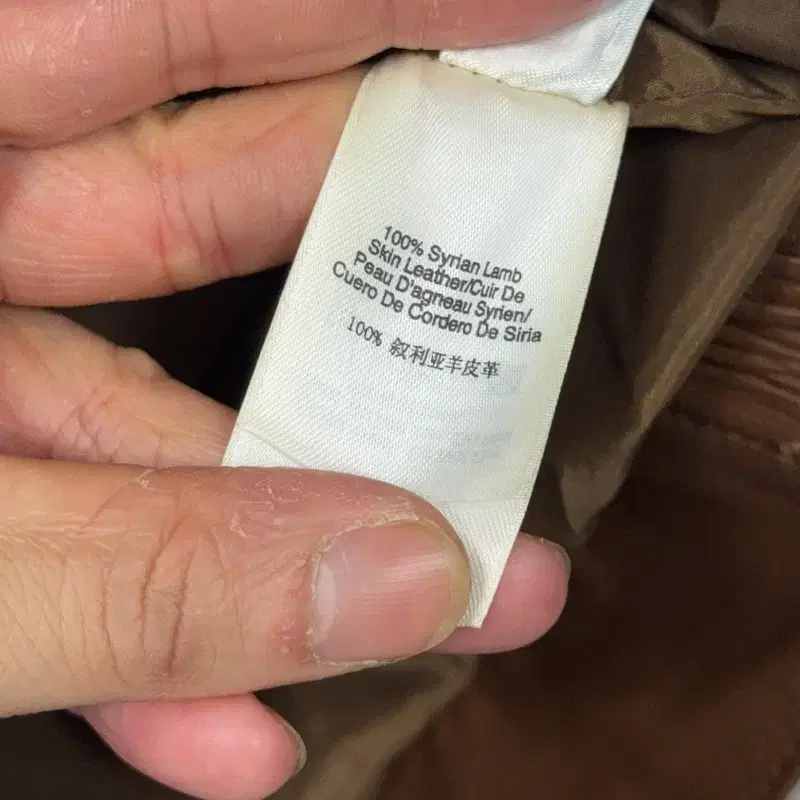 100% Syrian Lamb
Skin Leather/Cuir De
Peau D'agneau Syrien/
Cuero De Cordero De Siria
100% 叙利亚羊皮革